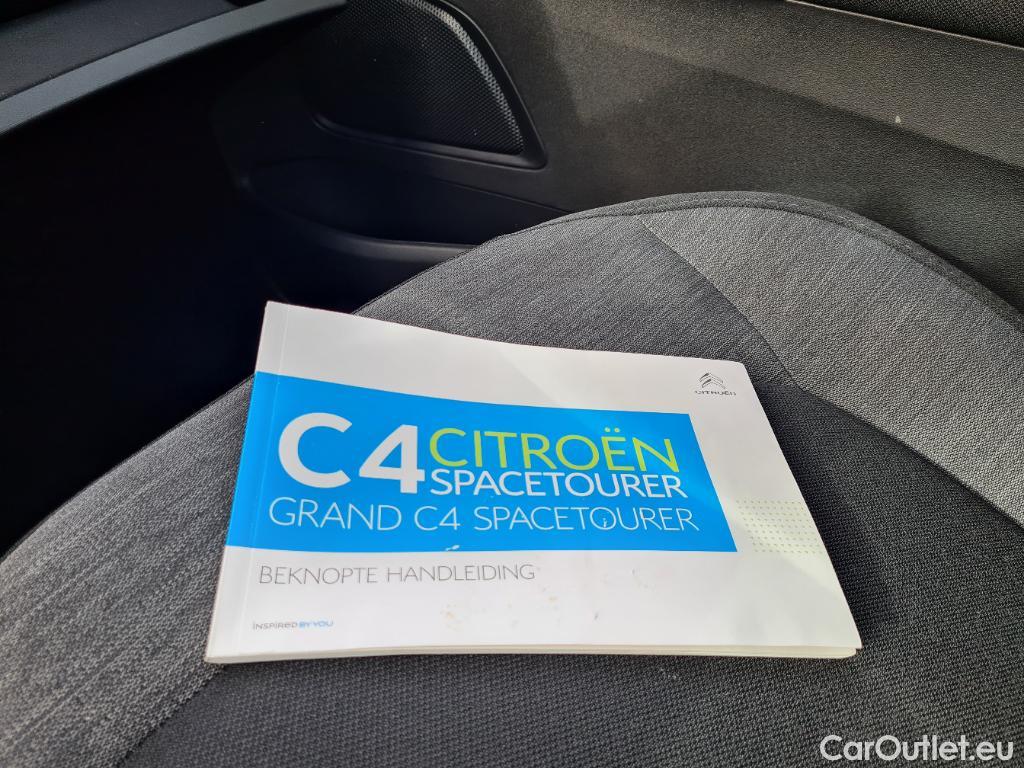 CITROËN
C4 CITROËN
SPACETOURER
GRAND C4 SPACETOURER
BEKNOPTE HANDLEIDING
INSPIRED BY YOU
CarOutlet.eu